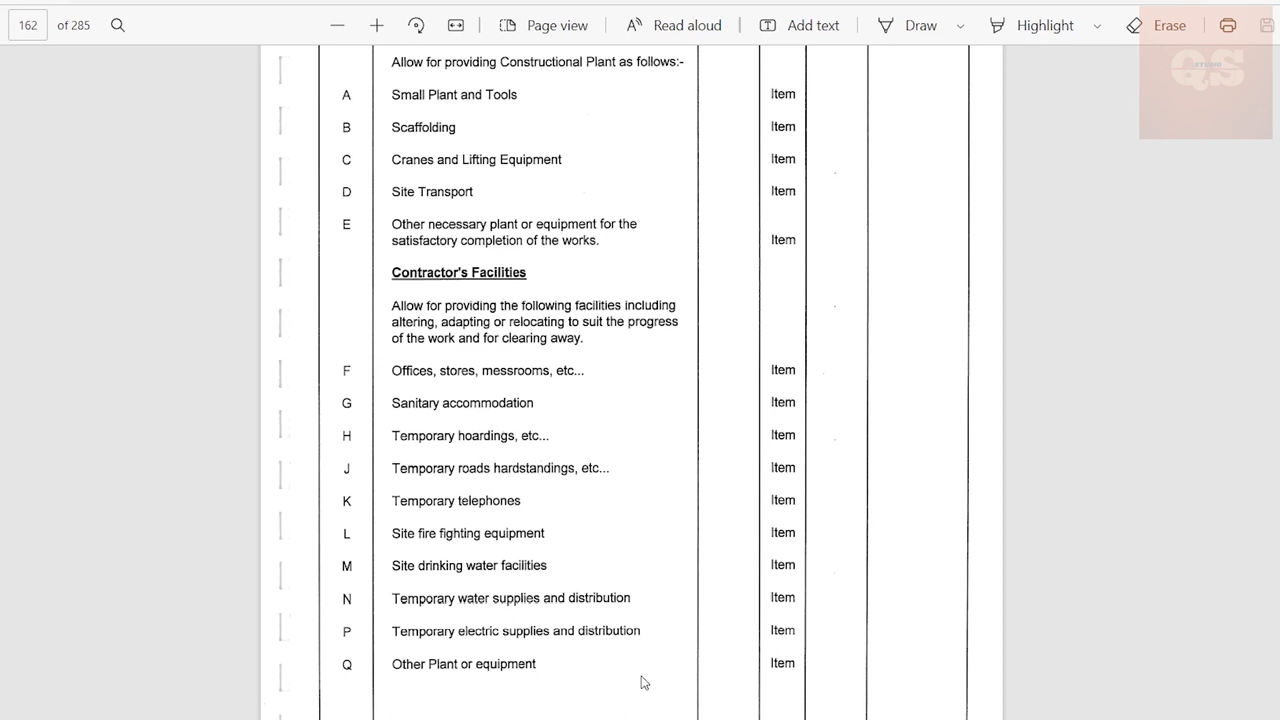 162 of 285 Page view Read aloud Add text Draw Highlight Erase
STUDIO
QS
Allow for providing Constructional Plant as follows:-
A Small Plant and Tools Item
B Scaffolding Item
C Cranes and Lifting Equipment Item
D Site Transport Item
E Other necessary plant or equipment for the
satisfactory completion of the works. Item
Contractor's Facilities
Allow for providing the following facilities including
altering, adapting or relocating to suit the progress
of the work and for clearing away.
F Offices, stores, messrooms, etc... Item
G Sanitary accommodation Item
H Temporary hoardings, etc... Item
J Temporary roads hardstandings, etc... Item
K Temporary telephones Item
L Site fire fighting equipment Item
M Site drinking water facilities Item
N Temporary water supplies and distribution Item
P Temporary electric supplies and distribution Item
Q Other Plant or equipment Item